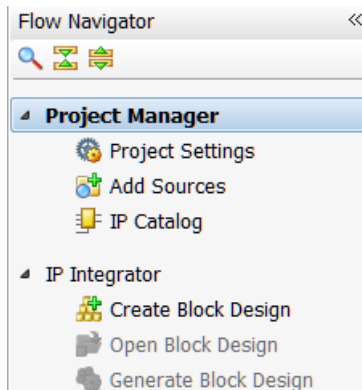 Flow Navigator
Project Manager
Project Settings
Add Sources
IP Catalog
IP Integrator
Create Block Design
Open Block Design
Generate Block Design